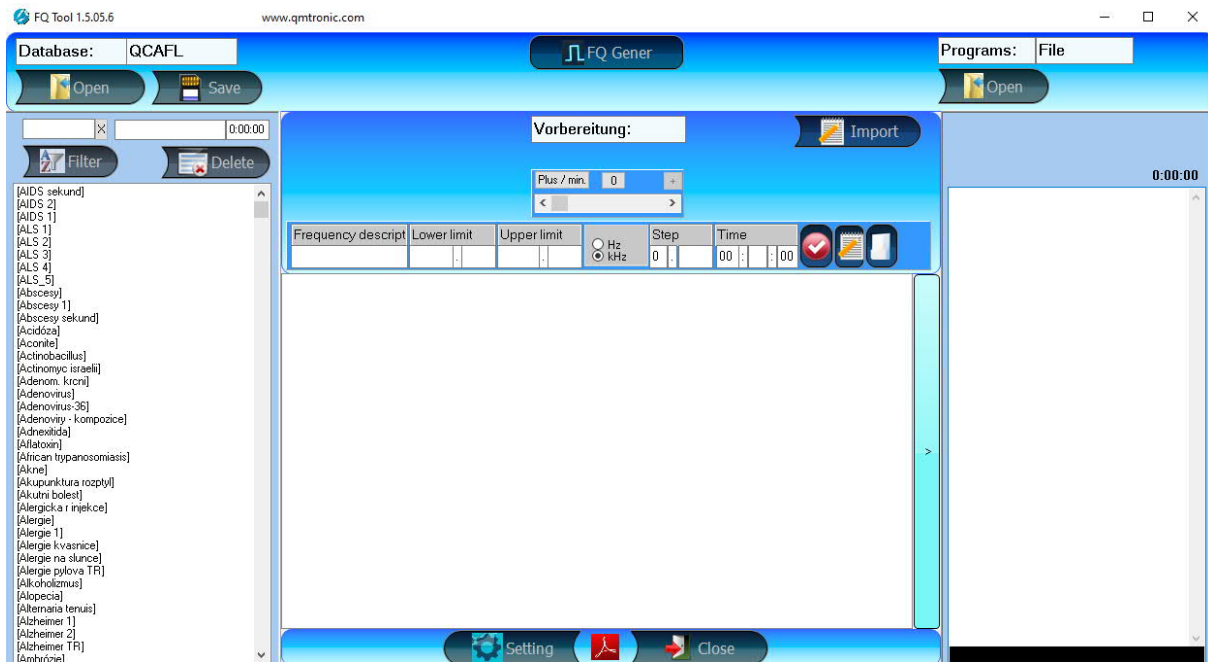 FQ Tool 1.5.05.6 www.qmtronic.com
Database: QCAFL
FQ Gener
Programs: File
Open Save
Open
X 0:00:00
Filter Delete
Vorbereitung:
Import
Plus / min. 0 +
< >
Frequency descript Lower limit Upper limit Hz kHz Step Time
. . 0 . 00 : : 00
0:00:00
[AIDS sekund]
[AIDS 2]
[AIDS 1]
[ALS 1]
[ALS 2]
[ALS 3]
[ALS 4]
[ALS_5]
[Abscesy]
[Abscesy 1]
[Abscesy sekund]
[Acidóza]
[Aconite]
[Actinobacillus]
[Actinomyc israelii]
[Adenom. krcni]
[Adenovirus]
[Adenovirus-36]
[Adenoviry - kompozice]
[Adnexitida]
[Aflatoxin]
[African trypanosomiasis]
[Akne]
[Akupunktura rozptyl]
[Akutni bolest]
[Alergicka r injekce]
[Alergie]
[Alergie 1]
[Alergie kvasnice]
[Alergie na slunce]
[Alergie pylova TR]
[Alkoholizmus]
[Alopecia]
[Alternaria tenuis]
[Alzheimer 1]
[Alzheimer 2]
[Alzheimer TR]
[Ambrózie]
>
Setting Close